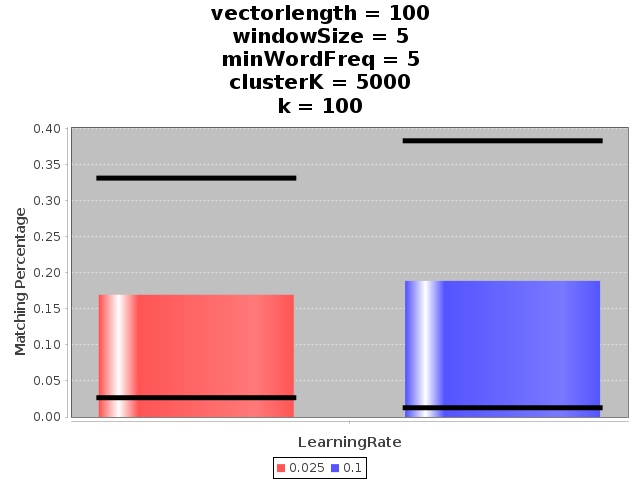 vectorlength = 100
windowSize = 5
minWordFreq = 5
clusterK = 5000
k = 100
0.40
0.35
0.30
0.25
0.20
0.15
0.10
0.05
0.00
Matching Percentage
LearningRate
0.025 0.1